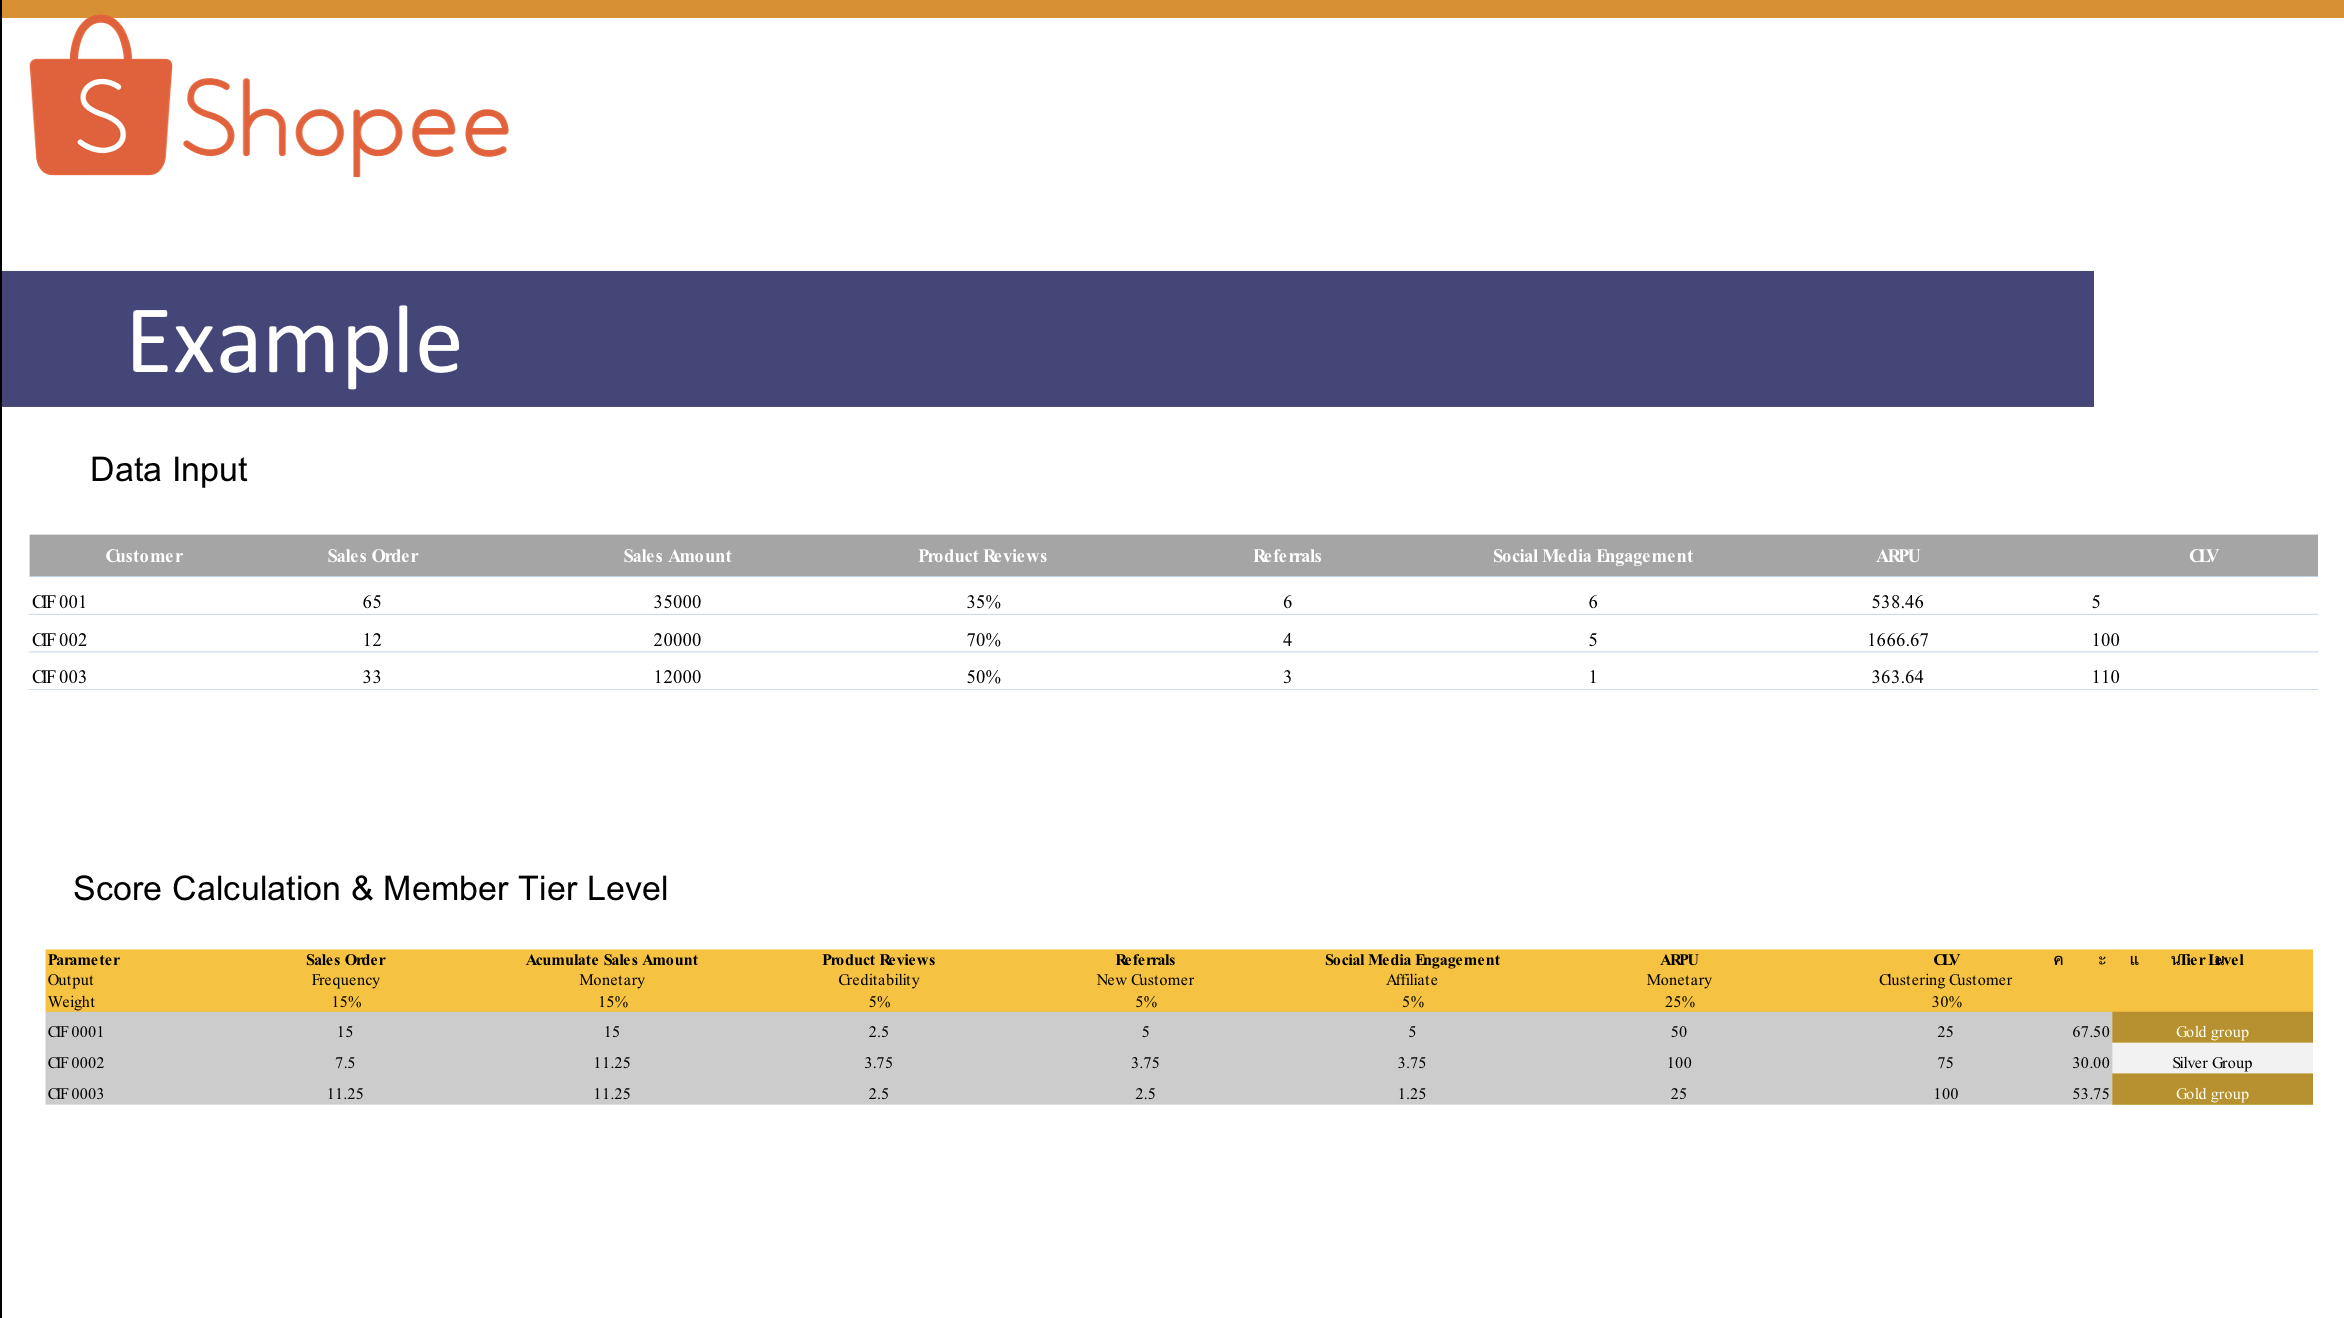 S Shopee
Example
Data Input
Customer Sales Order Sales Amount Product Reviews Referrals Social Media Engagement ARPU CLV
CIF 001 65 35000 35% 6 6 538.46 5
CIF 002 12 20000 70% 4 5 1666.67 100
CIF 003 33 12000 50% 3 1 363.64 110
Score Calculation & Member Tier Level
Parameter Sales Order Acumulate Sales Amount Product Reviews Referrals Social Media Engagement ARPU CLV Tier Level
Output Frequency Monetary Creditability New Customer Affiliate Monetary Clustering Customer
Weight 15% 15% 5% 5% 5% 25% 30%
CIF 0001 15 15 2.5 5 5 50 25 67.50 Gold group
CIF 0002 7.5 11.25 3.75 3.75 3.75 100 75 30.00 Silver Group
CIF 0003 11.25 11.25 2.5 2.5 1.25 25 100 53.75 Gold group